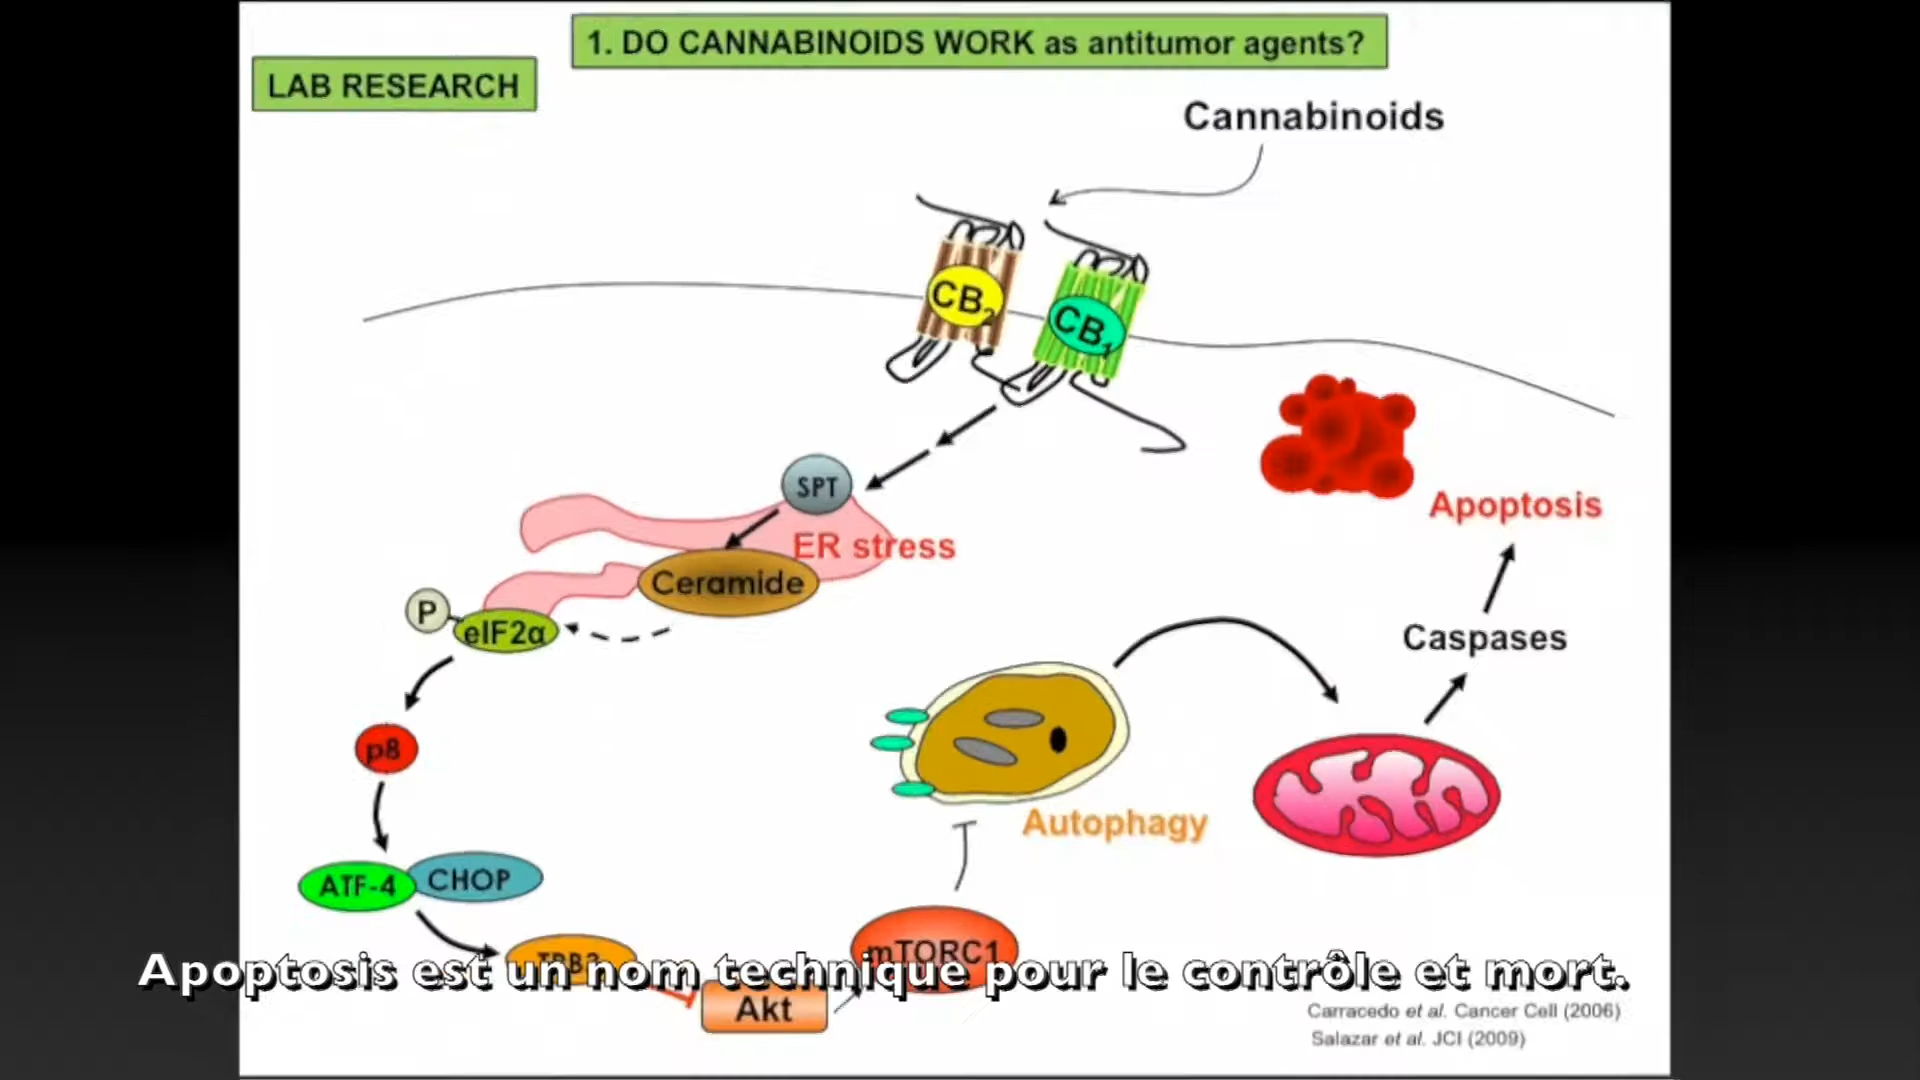 1. DO CANNABINOIDS WORK as antitumor agents?
LAB RESEARCH
Cannabinoids
CB2
CB1
SPT
Apoptosis
ER stress
Ceramide
P
eIF2α
Caspases
p8
Autophagy
ATF-4
CHOP
mTORC1
Apoptosis est un nom technique pour le contrôle et mort.
Akt
Carracedo et al. Cancer Cell (2006)
Salazar et al. JCI (2009)